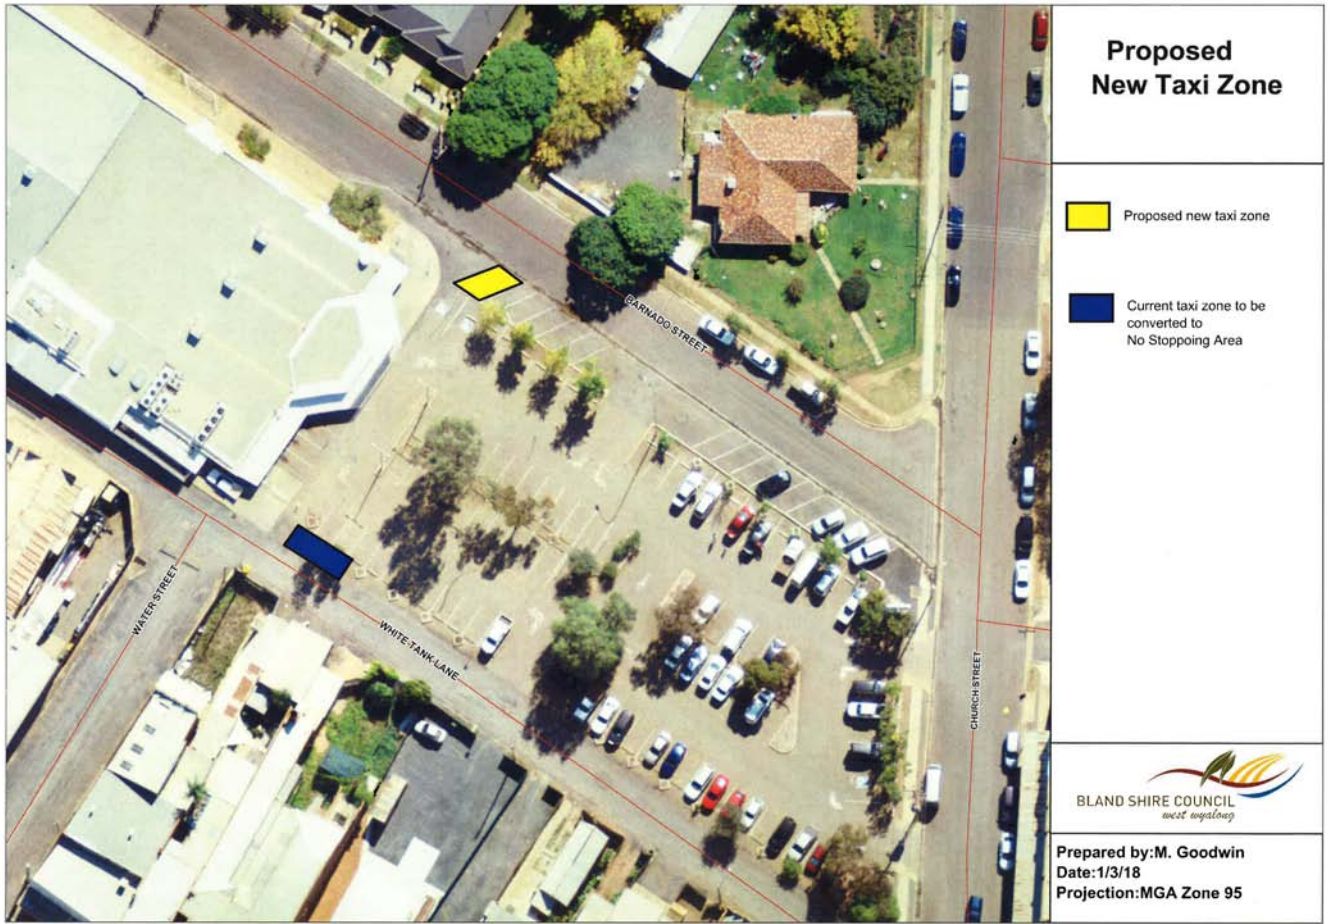 Proposed
New Taxi Zone
Proposed new taxi zone
Current taxi zone to be
converted to
No Stoppoing Area
BARNADO STREET
WATER STREET
WHITE TANK LANE
CHURCH STREET
BLAND SHIRE COUNCIL
west wyalong
Prepared by:M. Goodwin
Date:1/3/18
Projection:MGA Zone 95